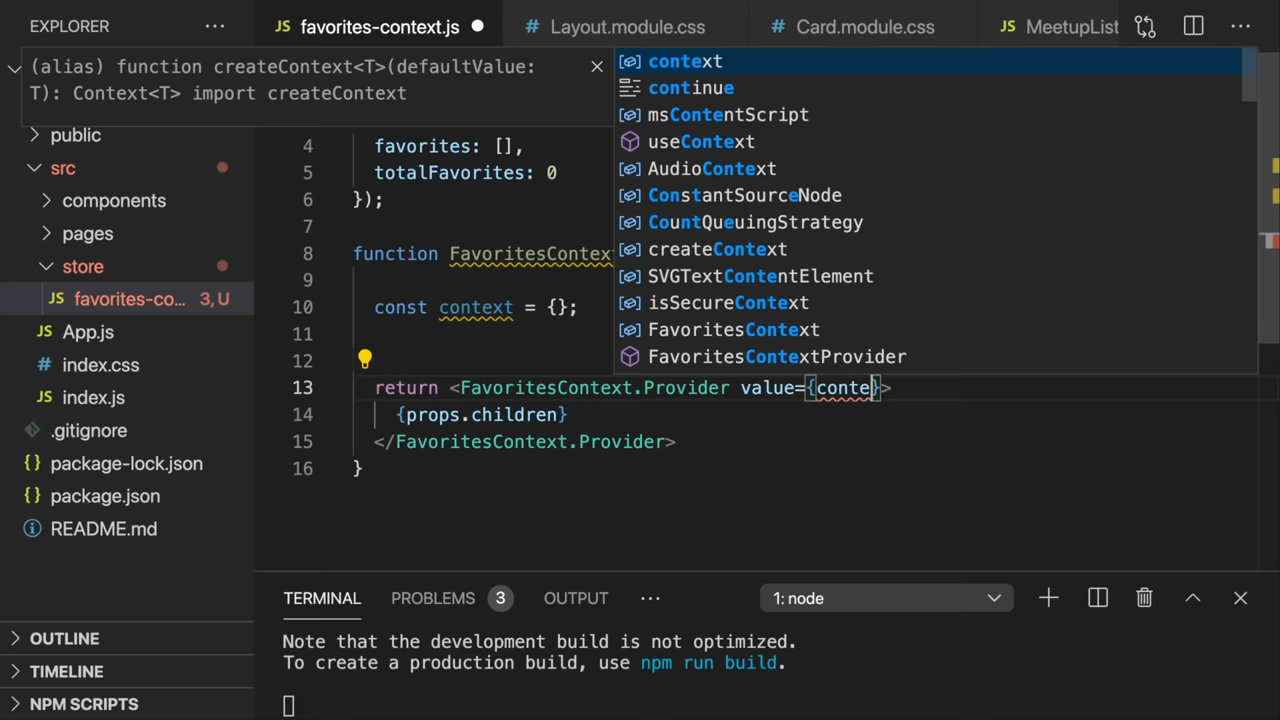 EXPLORER ···
JS favorites-context.js
# Layout.module.css
# Card.module.css
JS MeetupList
···
(alias) function createContext<T>(defaultValue:
T): Context<T> import createContext
public
src
components
pages
store
JS favorites-co... 3, U
JS App.js
# index.css
JS index.js
.gitignore
{} package-lock.json
{} package.json
README.md
OUTLINE
TIMELINE
NPM SCRIPTS
4 favorites: [],
5 totalFavorites: 0
6 });
7
8 function FavoritesContext
9
10 const context = {};
11
12
13 return <FavoritesContext.Provider value={conte}>
14 {props.children}
15 </FavoritesContext.Provider>
16 }
context
continue
msContentScript
useContext
AudioContext
ConstantSourceNode
CountQueuingStrategy
createContext
SVGTextContentElement
isSecureContext
FavoritesContext
FavoritesContextProvider
TERMINAL PROBLEMS 3 OUTPUT ··· 1: node
Note that the development build is not optimized.
To create a production build, use npm run build.